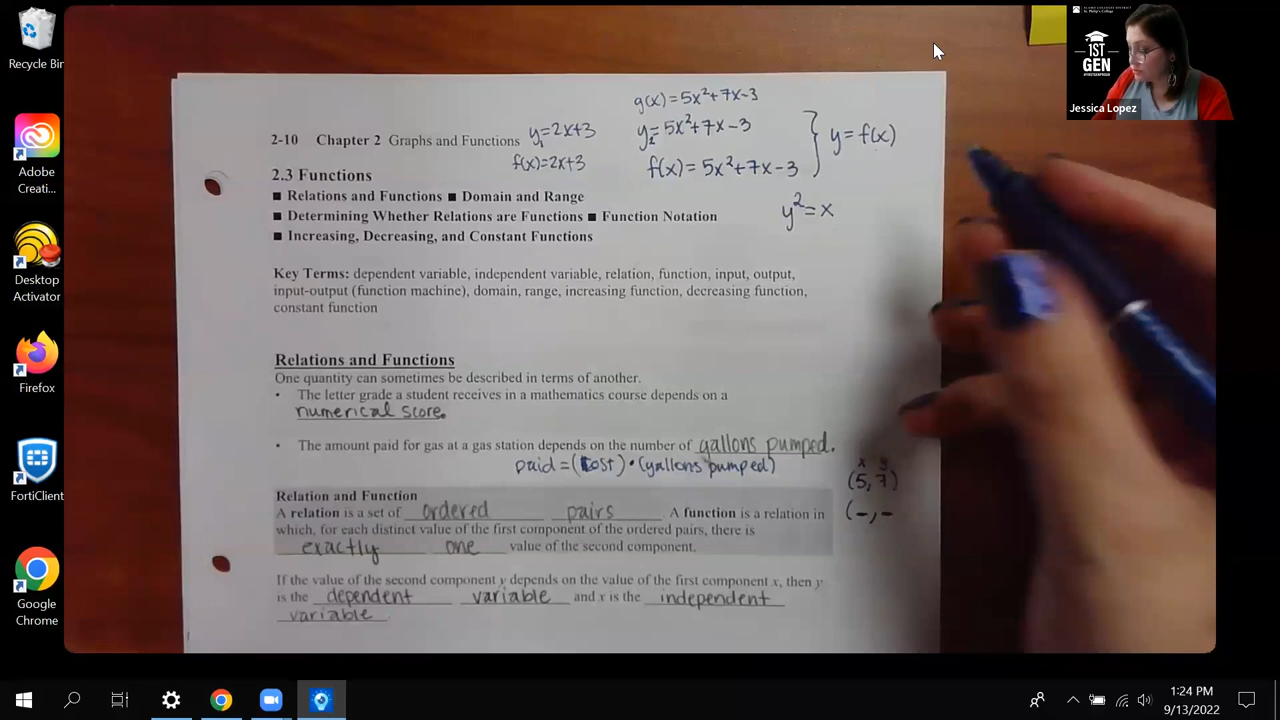 Recycle Bin
Adobe
Creati...
Desktop
Activator
Firefox
FortiClient
Google
Chrome
1ST
GEN
Jessica Lopez
g(x)=5x²+7x-3
2-10 Chapter 2 Graphs and Functions
y₁=2x+3
y₂=5x²+7x-3
y=f(x)
f(x)=2x+3
f(x)=5x²+7x-3
2.3 Functions
■ Relations and Functions ■ Domain and Range
y²=x
■ Determining Whether Relations are Functions ■ Function Notation
■ Increasing, Decreasing, and Constant Functions
Key Terms: dependent variable, independent variable, relation, function, input, output,
input-output (function machine), domain, range, increasing function, decreasing function,
constant function
Relations and Functions
One quantity can sometimes be described in terms of another.
• The letter grade a student receives in a mathematics course depends on a
numerical score.
• The amount paid for gas at a gas station depends on the number of gallons pumped.
paid=(cost)•(gallons pumped)
x y
(5,7)
(-,-
Relation and Function
A relation is a set of ordered pairs. A function is a relation in
which, for each distinct value of the first component of the ordered pairs, there is
exactly one value of the second component.
If the value of the second component y depends on the value of the first component x, then y
is the dependent variable and x is the independent
variable.
1:24 PM
9/13/2022